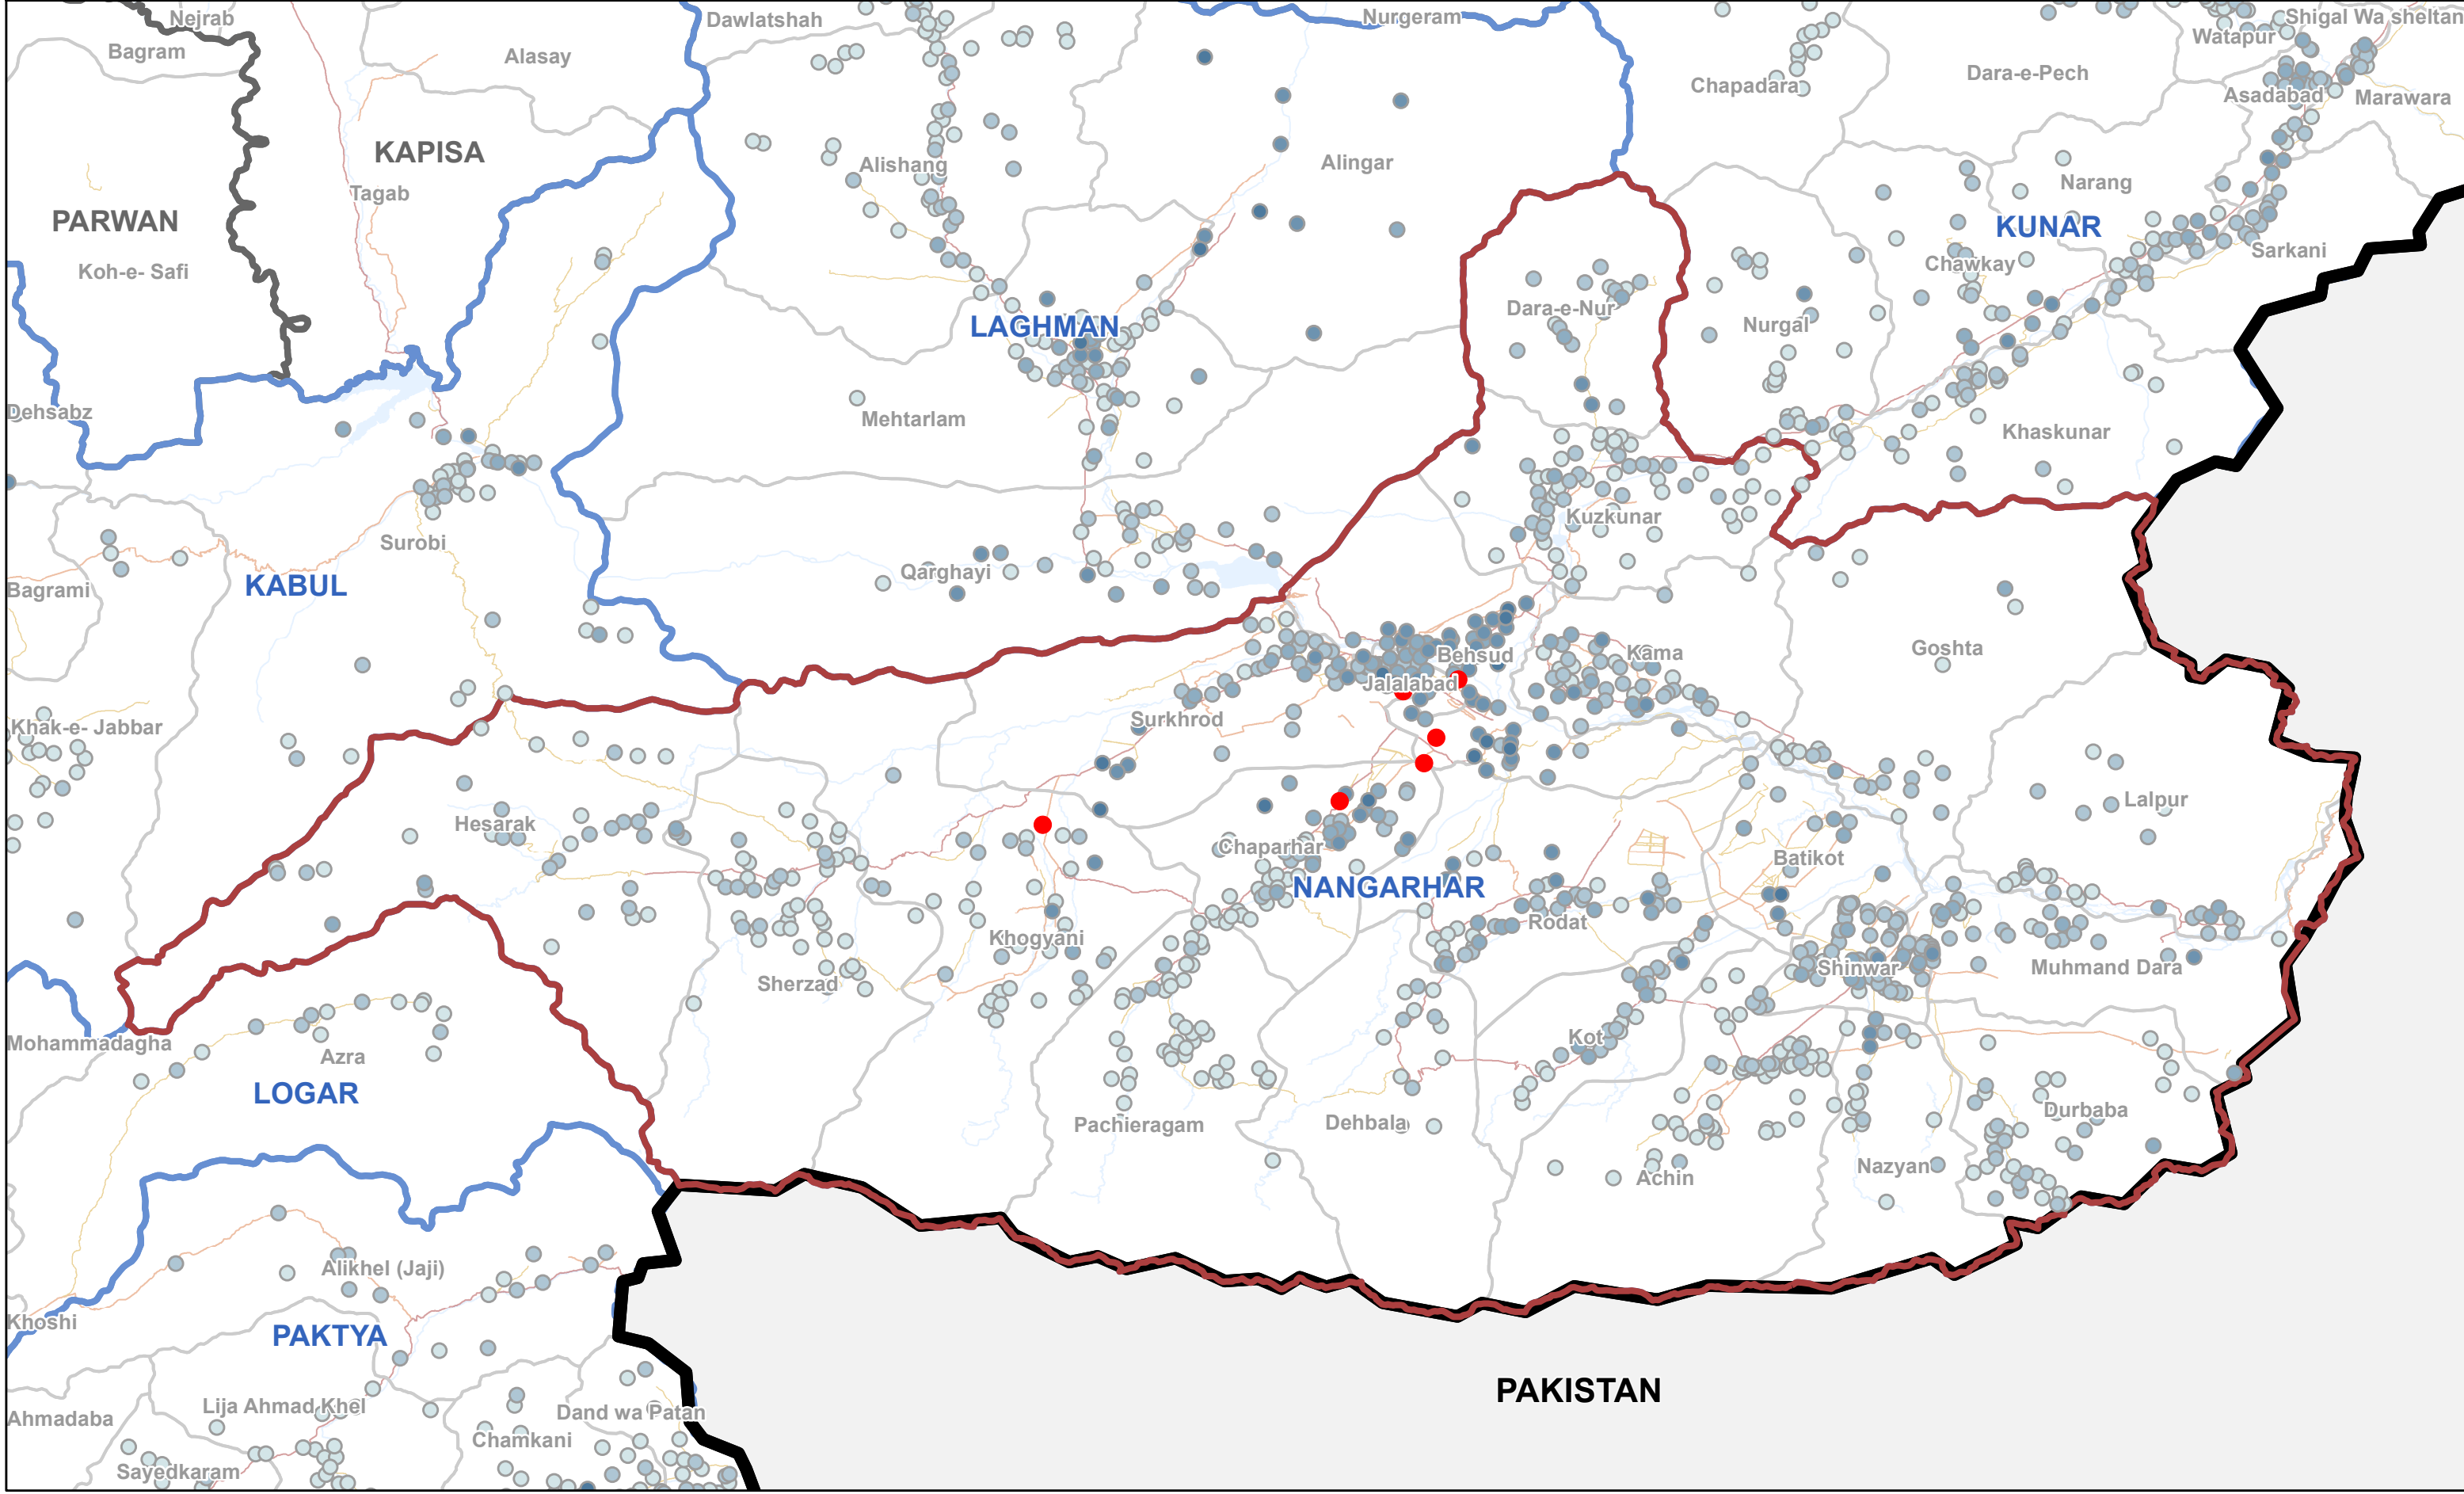 Nejrab
Dawlatshah
Nurgeram
Shigal Wa sheltan
Bagram
Alasay
Watapur
Chapadara
Dara-e-Pech
Asadabad
Marawara
KAPISA
Alishang
Alingar
Tagab
Narang
PARWAN
KUNAR
Koh-e- Safi
Chawkay
Sarkani
Dara-e-Nur
LAGHMAN
Nurgal
Dehsabz
Mehtarlam
Khaskunar
Surobi
Kuzkunar
Qarghayi
KABUL
Bagrami
Behsud
Kama
Goshta
Jalalabad
Khak-e- Jabbar
Surkhrod
Hesarak
Lalpur
Chaparhar
Batikot
NANGARHAR
Rodat
Khogyani
Sherzad
Shinwar
Muhmand Dara
Mohammadagha
Azra
Kot
LOGAR
Pachieragam
Dehbala
Durbaba
Nazyan
Achin
Alikhel (Jaji)
Khoshi
PAKTYA
PAKISTAN
Lija Ahmad Khel
Dand wa Patan
Ahmadaba
Chamkani
Sayedkaram